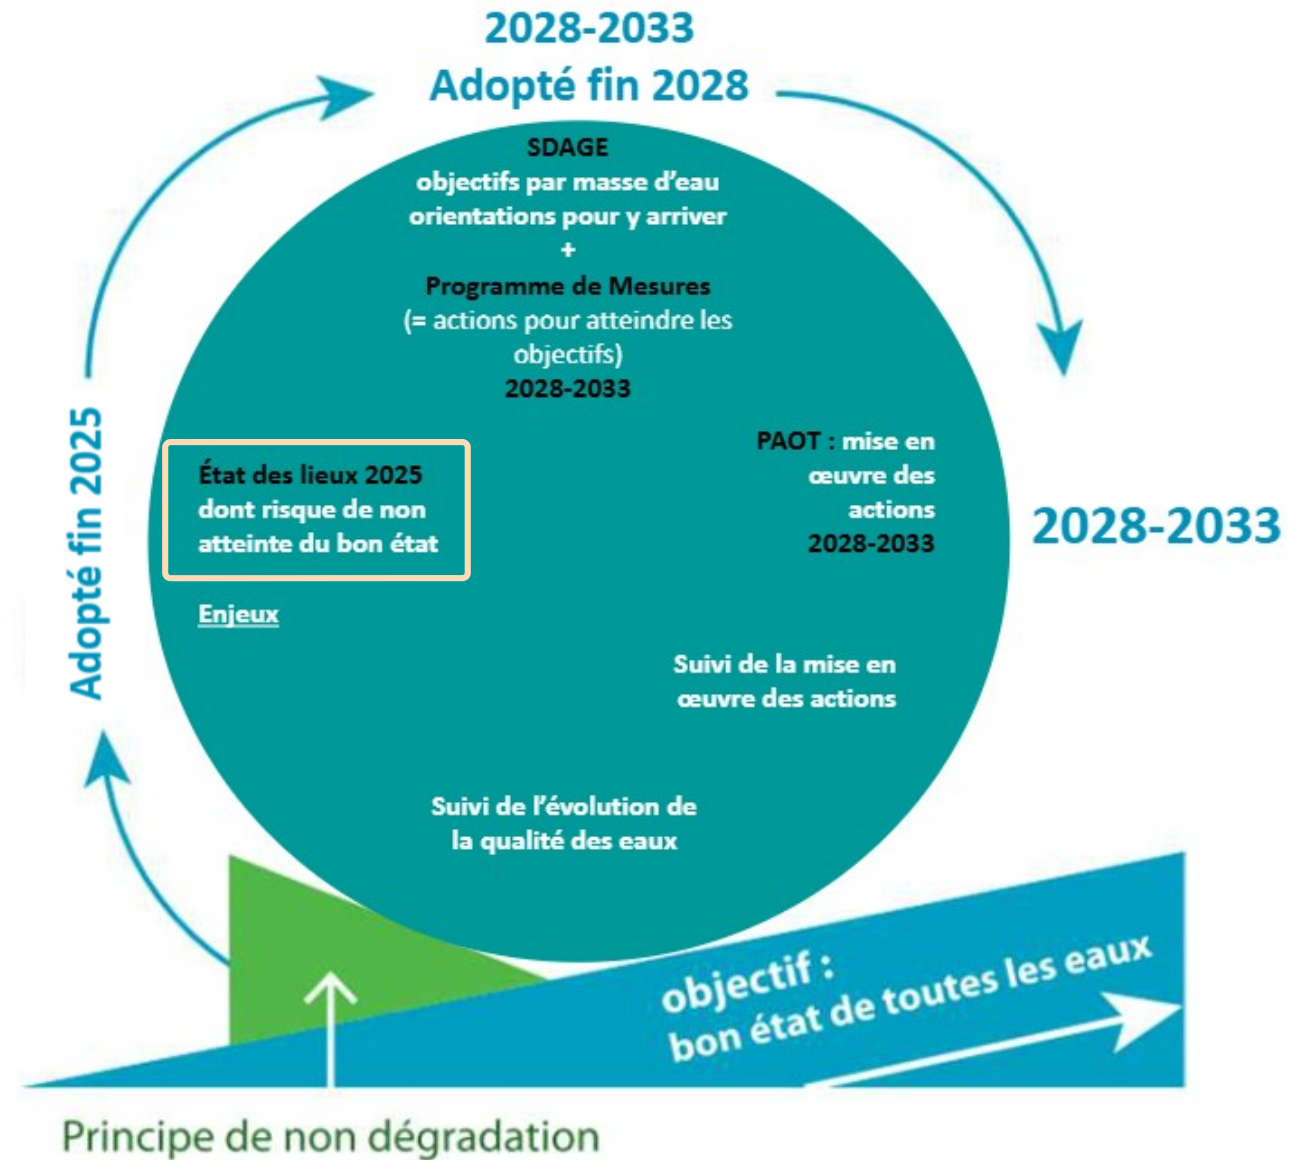 2028-2033
Adopté fin 2028
SDAGE
objectifs par masse d’eau
orientations pour y arriver
+
Programme de Mesures
(= actions pour atteindre les
objectifs)
2028-2033
Adopté fin 2025
État des lieux 2025
dont risque de non
atteinte du bon état
Enjeux
PAOT : mise en
œuvre des
actions
2028-2033
2028-2033
Suivi de la mise en
œuvre des actions
Suivi de l’évolution de
la qualité des eaux
objectif :
bon état de toutes les eaux
Principe de non dégradation